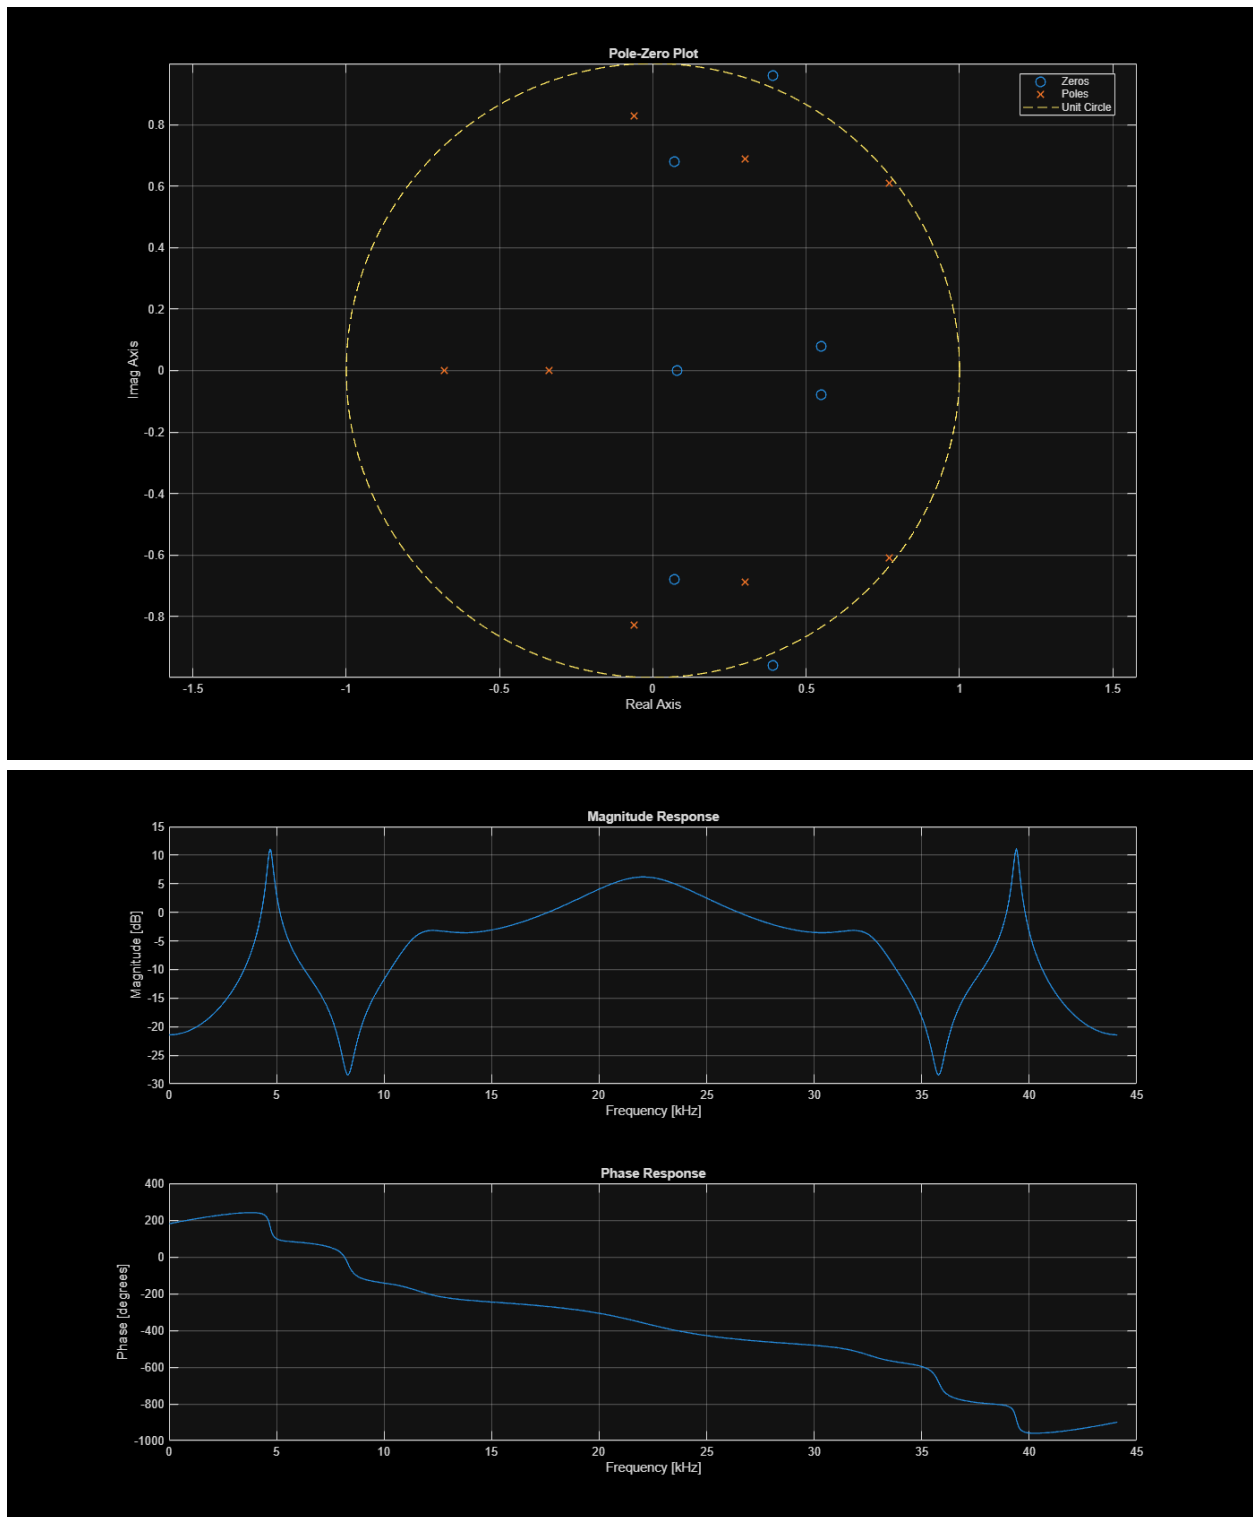 Pole-Zero Plot
Zeros
Poles
Unit Circle
0.8
0.6
0.4
0.2
0
-0.2
-0.4
-0.6
-0.8
Imag Axis
-1.5 -1 -0.5 0 0.5 1 1.5
Real Axis
Magnitude Response
15
10
5
0
-5
-10
-15
-20
-25
-30
Magnitude [dB]
0 5 10 15 20 25 30 35 40 45
Frequency [kHz]
Phase Response
400
200
0
-200
-400
-600
-800
-1000
Phase [degrees]
0 5 10 15 20 25 30 35 40 45
Frequency [kHz]